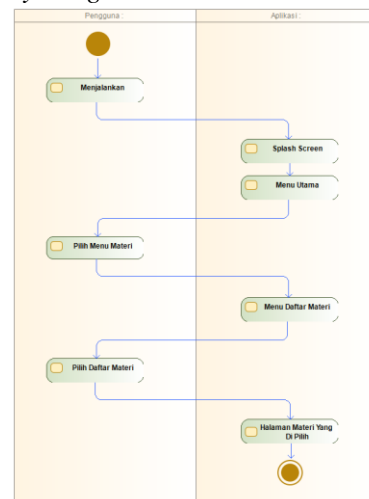 Pengguna :
Aplikasi :
Menjalankan
Splash Screen
Menu Utama
Pilih Menu Materi
Menu Daftar Materi
Pilih Daftar Materi
Halaman Materi Yang
Di Pilih